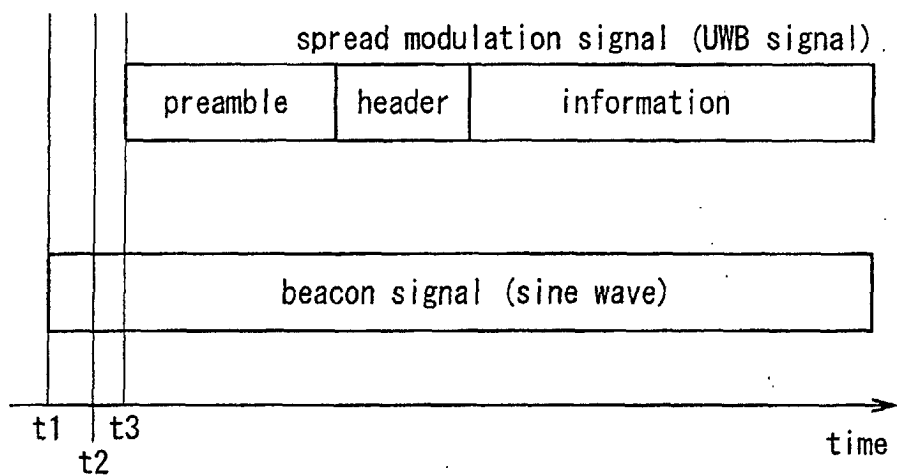 spread modulation signal (UWB signal)
preamble header information
beacon signal (sine wave)
t1 t3
t2
time